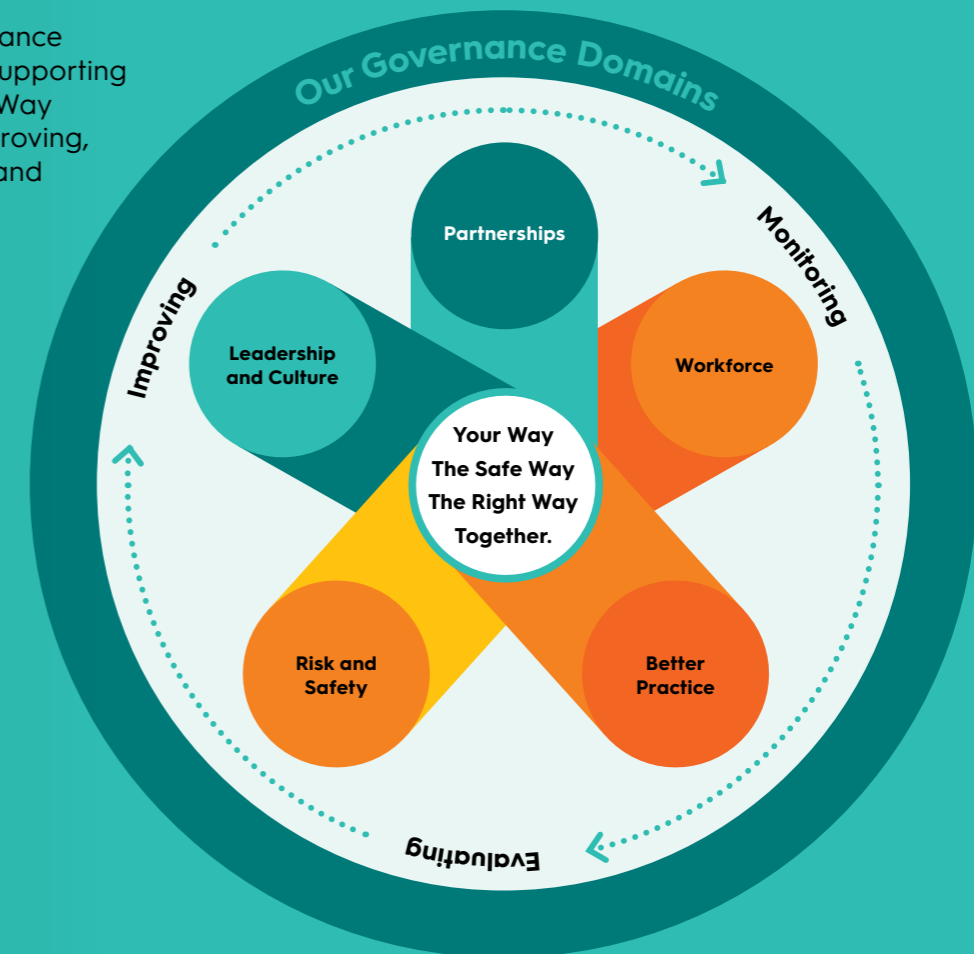 ance
upporting
Way
proving,
and
Our Governance Domains
Partnerships
Monitoring
Workforce
Improving
Leadership
and Culture
Your Way
The Safe Way
The Right Way
Together.
Risk and
Safety
Better
Practice
Evaluating